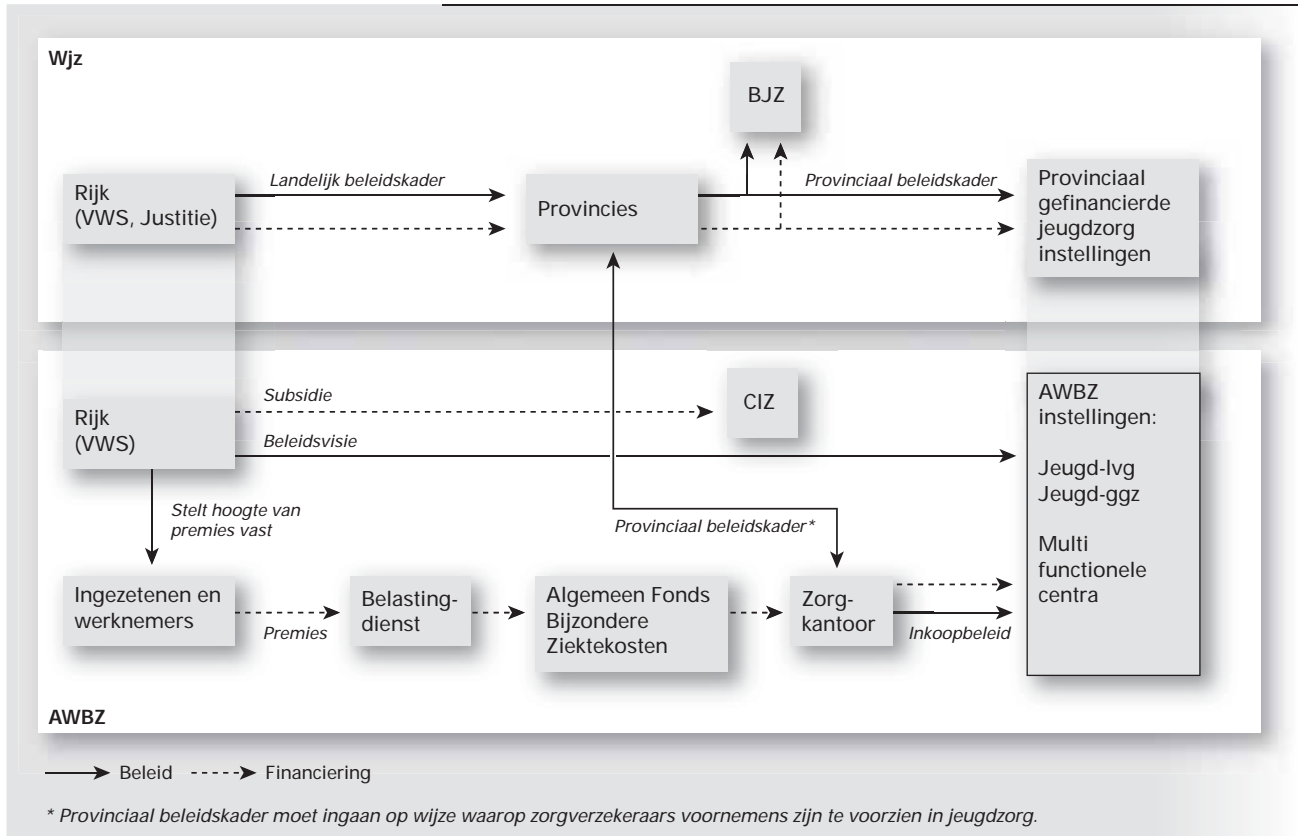 Wjz
BJZ
Rijk
(VWS, Justitie)
Landelijk beleidskader
Provincies
Provinciaal beleidskader
Provinciaal
gefinancierde
jeugdzorg
instellingen
Rijk
(VWS)
Subsidie
Beleidsvisie
CIZ
AWBZ
instellingen:
Jeugd-lvg
Jeugd-ggz
Multi
functionele
centra
Stelt hoogte van
premies vast
Provinciaal beleidskader*
Ingezetenen en
werknemers
Premies
Belasting-
dienst
Algemeen Fonds
Bijzondere
Ziektekosten
Zorg-
kantoor
Inkoopbeleid
AWBZ
Beleid
Financiering
* Provinciaal beleidskader moet ingaan op wijze waarop zorgverzekeraars voornemens zijn te voorzien in jeugdzorg.